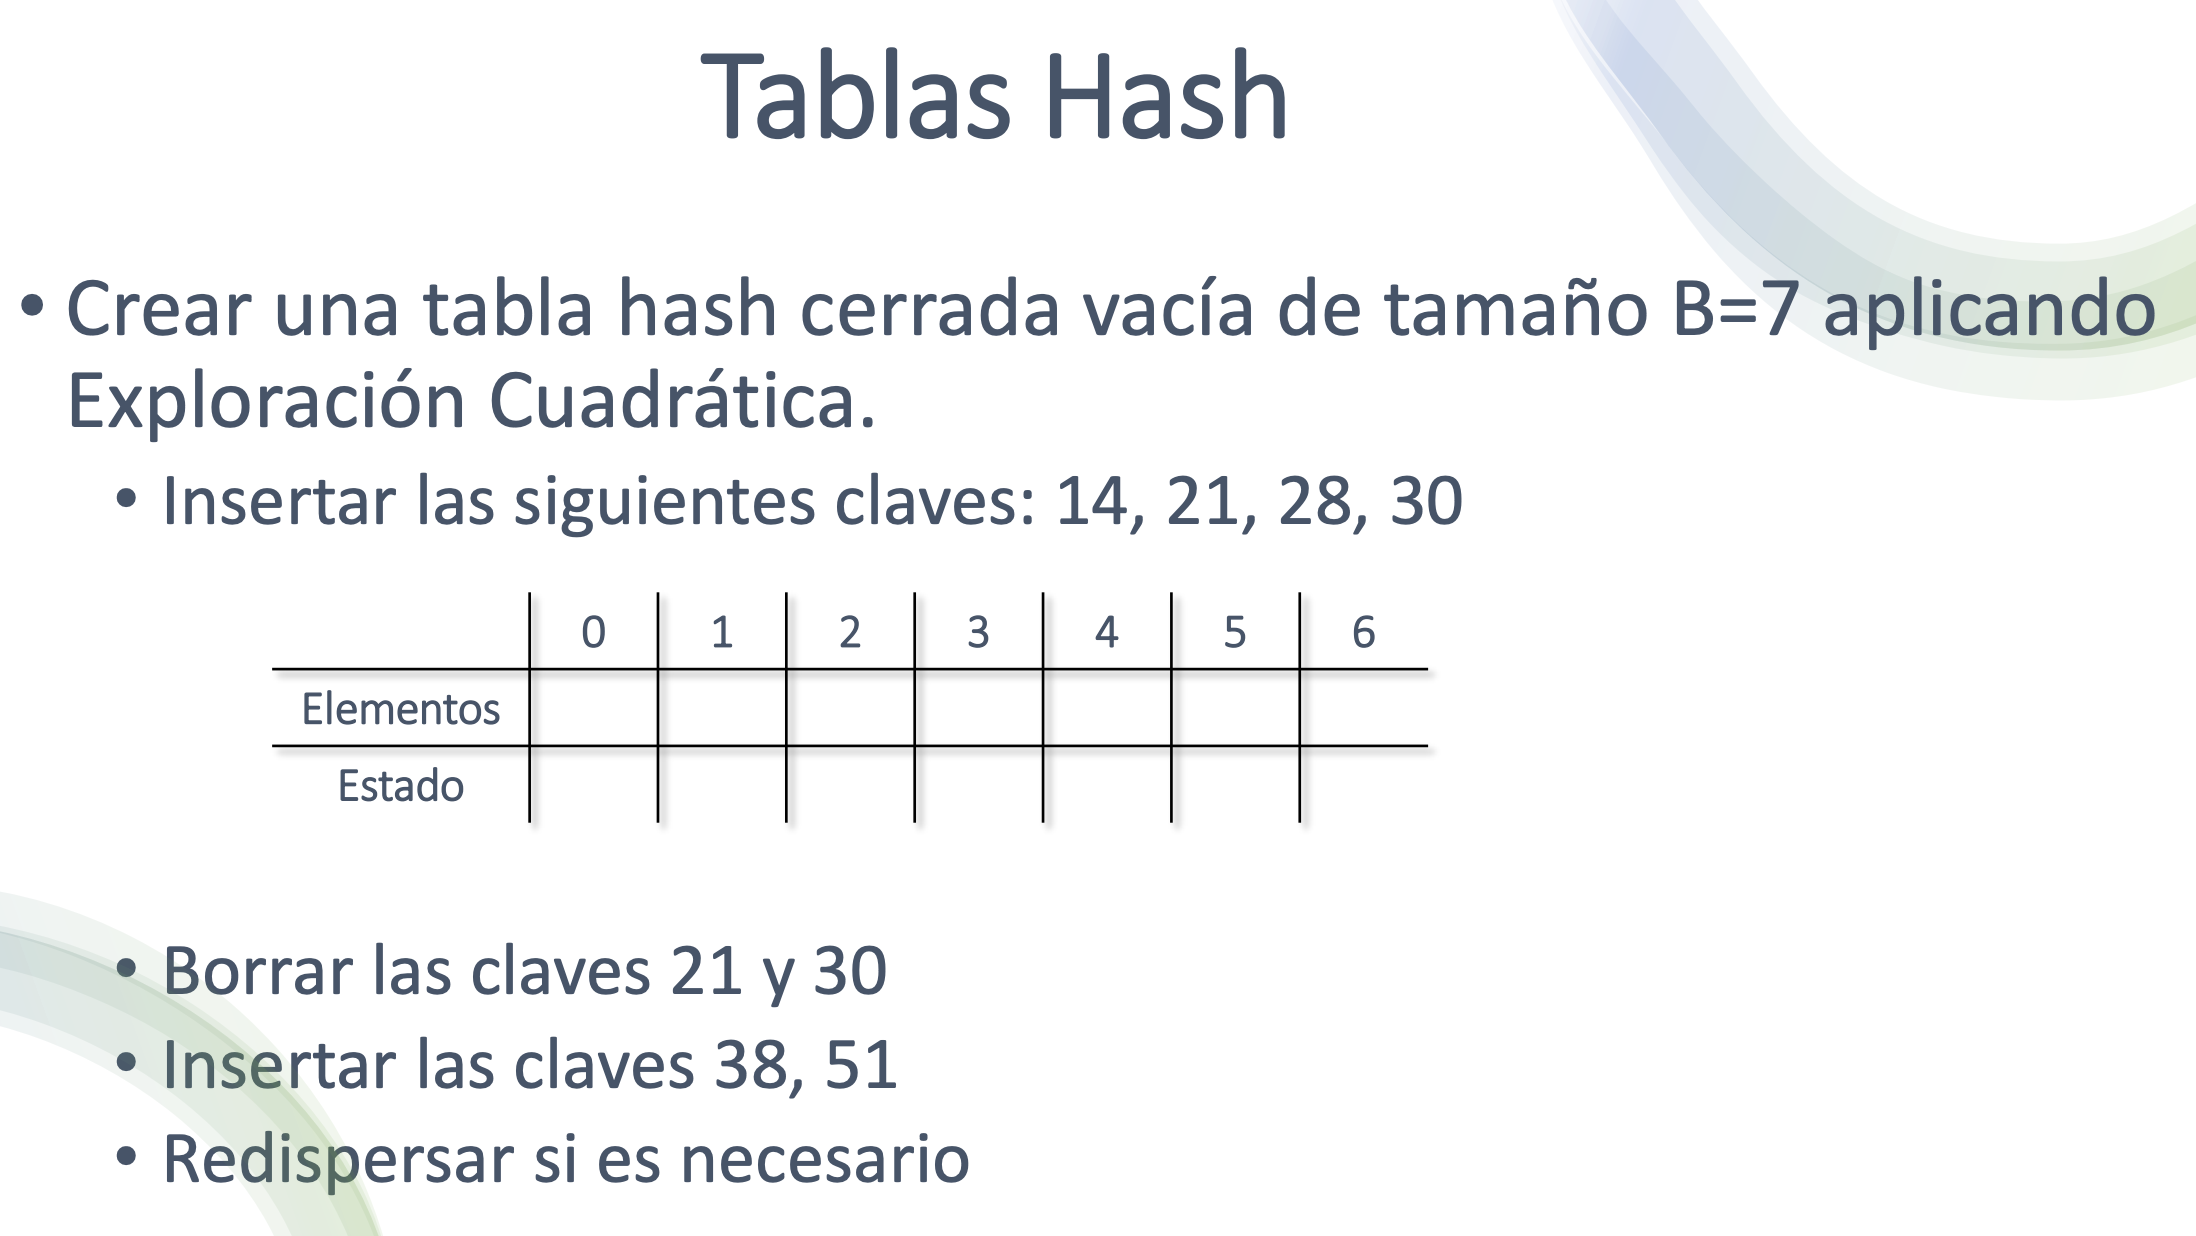 Tablas Hash
• Crear una tabla hash cerrada vacía de tamaño B=7 aplicando
Exploración Cuadrática.
• Insertar las siguientes claves: 14, 21, 28, 30
0 1 2 3 4 5 6
Elementos
Estado
• Borrar las claves 21 y 30
• Insertar las claves 38, 51
• Redispersar si es necesario